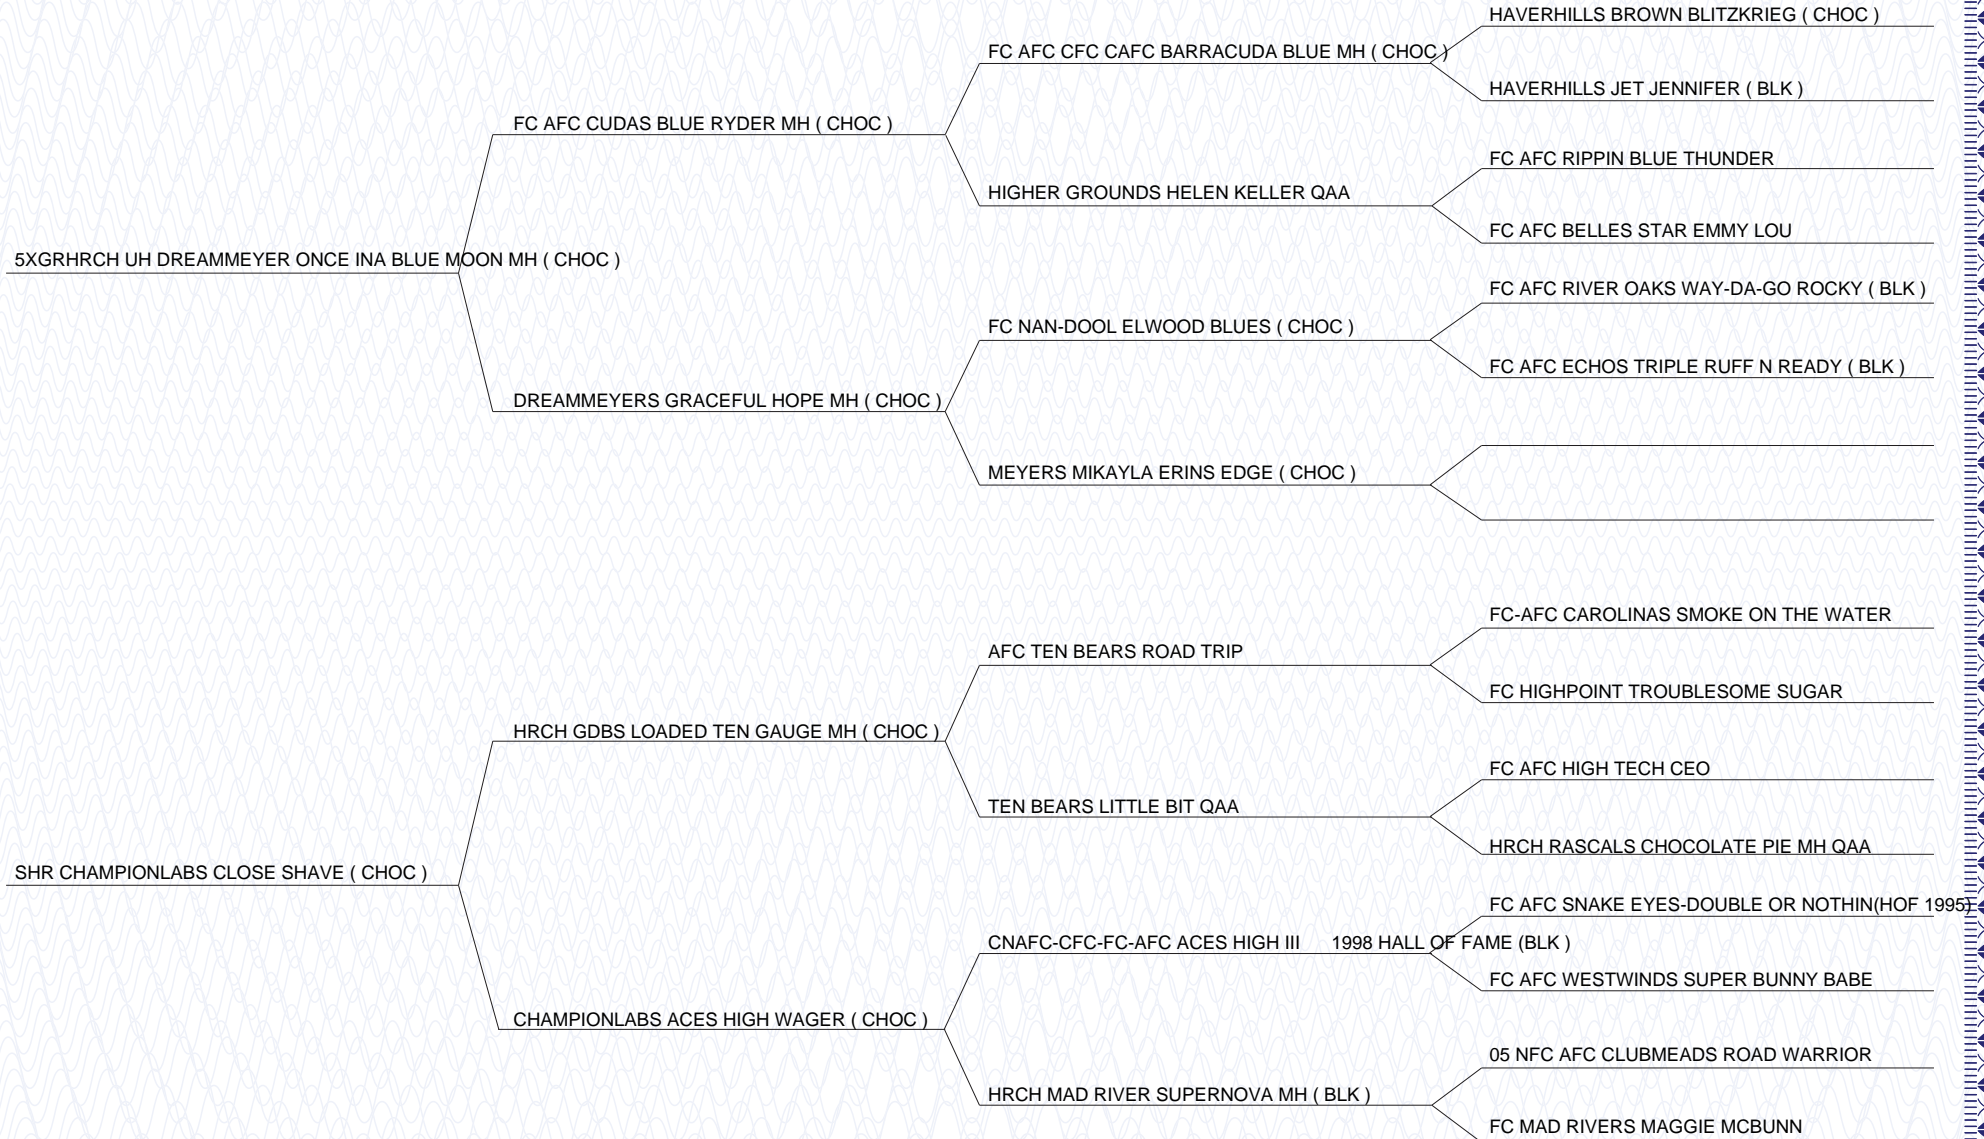 HAVERHILLS BROWN BLITZKRIEG ( CHOC )
FC AFC CFC CAFC BARRACUDA BLUE MH ( CHOC )
HAVERHILLS JET JENNIFER ( BLK )
FC AFC CUDAS BLUE RYDER MH ( CHOC )
FC AFC RIPPIN BLUE THUNDER
HIGHER GROUNDS HELEN KELLER QAA
FC AFC BELLES STAR EMMY LOU
5XGRHRCH UH DREAMMEYER ONCE INA BLUE MOON MH ( CHOC )
FC AFC RIVER OAKS WAY-DA-GO ROCKY ( BLK )
FC NAN-DOOL ELWOOD BLUES ( CHOC )
FC AFC ECHOS TRIPLE RUFF N READY ( BLK )
DREAMMEYERS GRACEFUL HOPE MH ( CHOC )
MEYERS MIKAYLA ERINS EDGE ( CHOC )
FC-AFC CAROLINAS SMOKE ON THE WATER
AFC TEN BEARS ROAD TRIP
FC HIGHPOINT TROUBLESOME SUGAR
HRCH GDBS LOADED TEN GAUGE MH ( CHOC )
FC AFC HIGH TECH CEO
TEN BEARS LITTLE BIT QAA
HRCH RASCALS CHOCOLATE PIE MH QAA
SHR CHAMPIONLABS CLOSE SHAVE ( CHOC )
FC AFC SNAKE EYES-DOUBLE OR NOTHIN(HOF 1995)
CNAFC-CFC-FC-AFC ACES HIGH III 1998 HALL OF FAME (BLK )
FC AFC WESTWINDS SUPER BUNNY BABE
CHAMPIONLABS ACES HIGH WAGER ( CHOC )
05 NFC AFC CLUBMEADS ROAD WARRIOR
HRCH MAD RIVER SUPERNOVA MH ( BLK )
FC MAD RIVERS MAGGIE MCBUNN